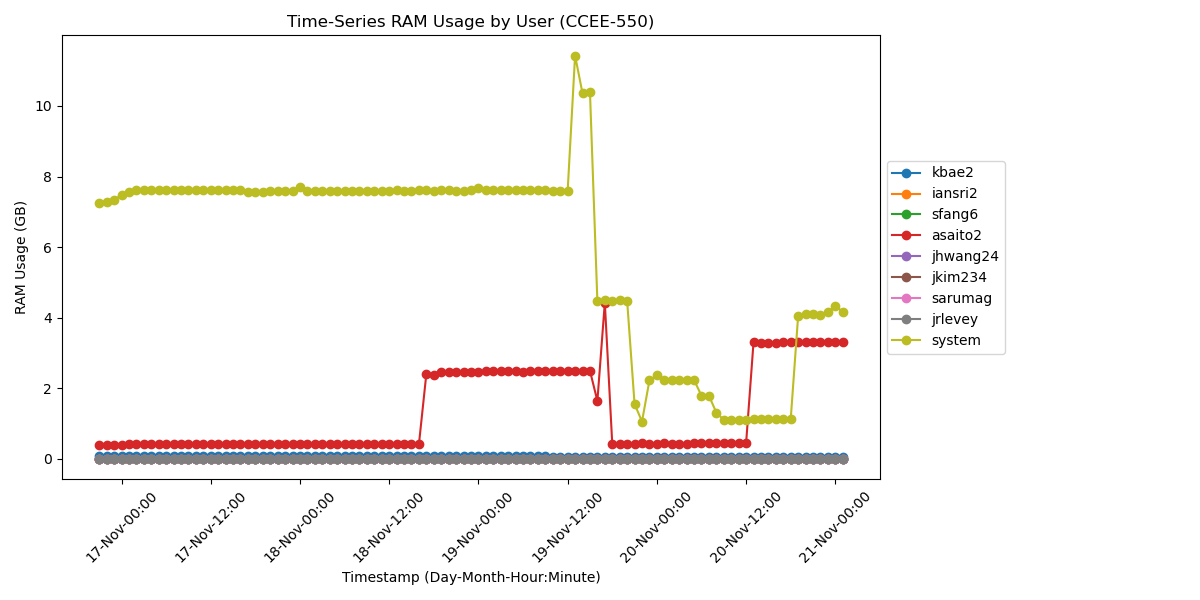 Time-Series RAM Usage by User (CCEE-550)
RAM Usage (GB)
10
8
6
4
2
0
17-Nov-00:00
17-Nov-12:00
18-Nov-00:00
18-Nov-12:00
19-Nov-00:00
19-Nov-12:00
20-Nov-00:00
20-Nov-12:00
21-Nov-00:00
Timestamp (Day-Month-Hour:Minute)
kbae2
iansri2
sfang6
asaito2
jhwang24
jkim234
sarumag
jrlevey
system